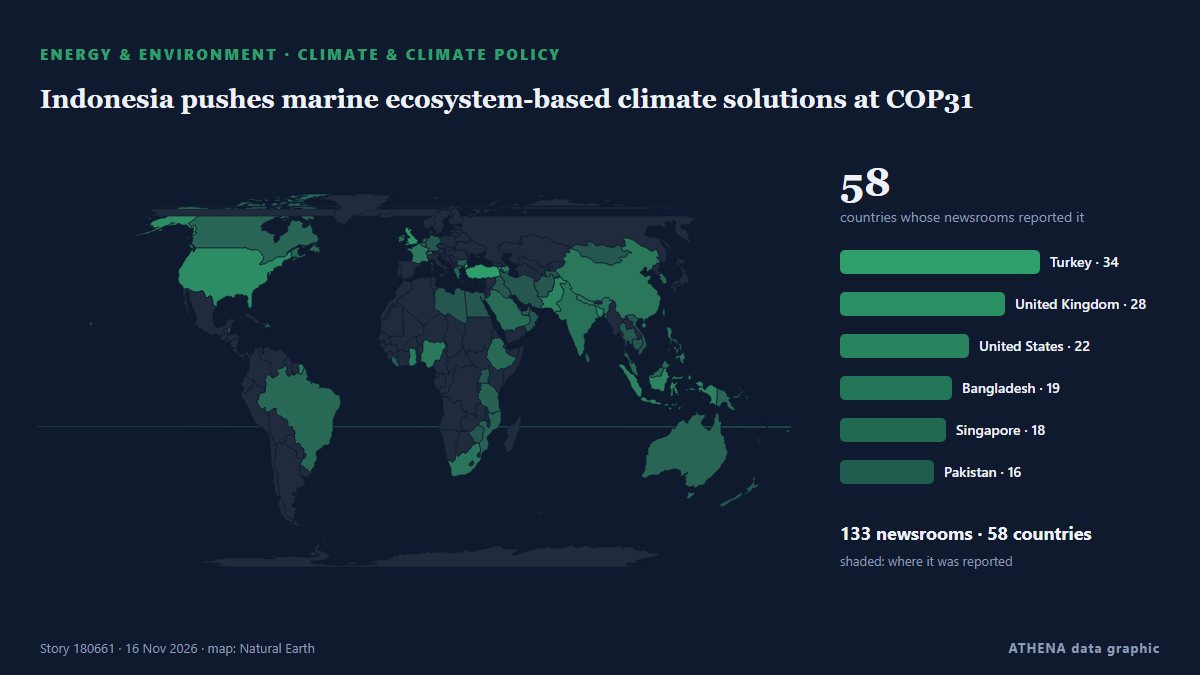 ENERGY & ENVIRONMENT · CLIMATE & CLIMATE POLICY
Indonesia pushes marine ecosystem-based climate solutions at COP31
58
countries whose newsrooms reported it
Turkey · 34
United Kingdom · 28
United States · 22
Bangladesh · 19
Singapore · 18
Pakistan · 16
133 newsrooms · 58 countries
shaded: where it was reported
Story 180661 · 16 Nov 2026 · map: Natural Earth
ATHENA data graphic